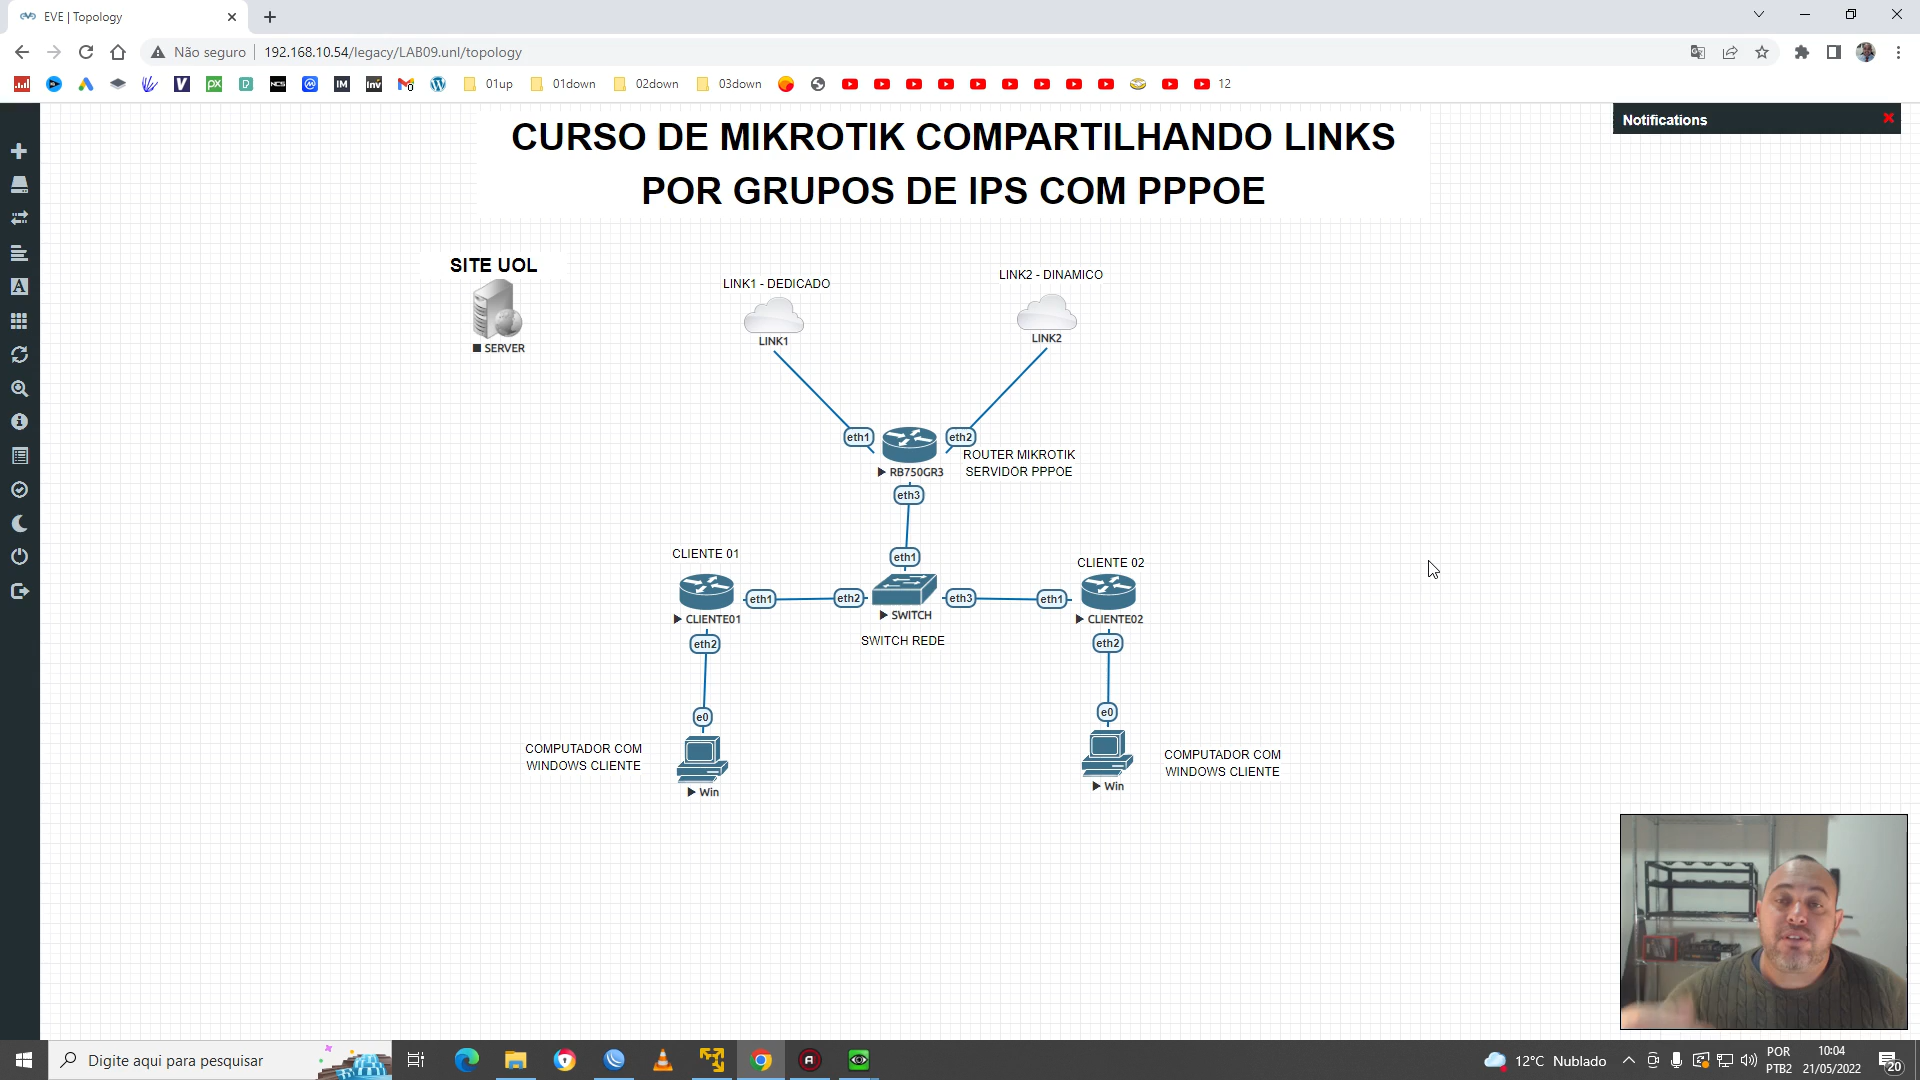 EVE | Topology
Não seguro
192.168.10.54/legacy/LAB09.unl/topology
01up
01down
02down
03down
12
CURSO DE MIKROTIK COMPARTILHANDO LINKS
POR GRUPOS DE IPS COM PPPOE
Notifications
SITE UOL
SERVER
LINK1 - DEDICADO
LINK1
LINK2 - DINAMICO
LINK2
eth1
eth2
RB750GR3
ROUTER MIKROTIK
SERVIDOR PPPOE
eth3
CLIENTE 01
eth1
CLIENTE 02
eth1
eth2
eth3
eth1
CLIENTE01
SWITCH
CLIENTE02
eth2
SWITCH REDE
eth2
e0
e0
COMPUTADOR COM
WINDOWS CLIENTE
Win
COMPUTADOR COM
WINDOWS CLIENTE
Win
Digite aqui para pesquisar
12°C Nublado
POR
PTB2
10:04
21/05/2022
20